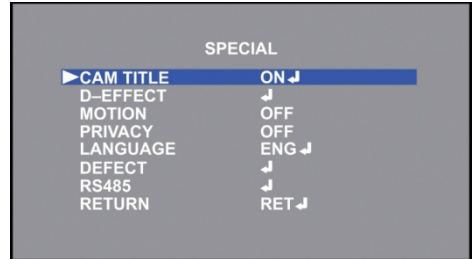 SPECIAL
►CAM TITLE ON↲
D–EFFECT ↲
MOTION OFF
PRIVACY OFF
LANGUAGE ENG↲
DEFECT ↲
RS485 ↲
RETURN RET↲